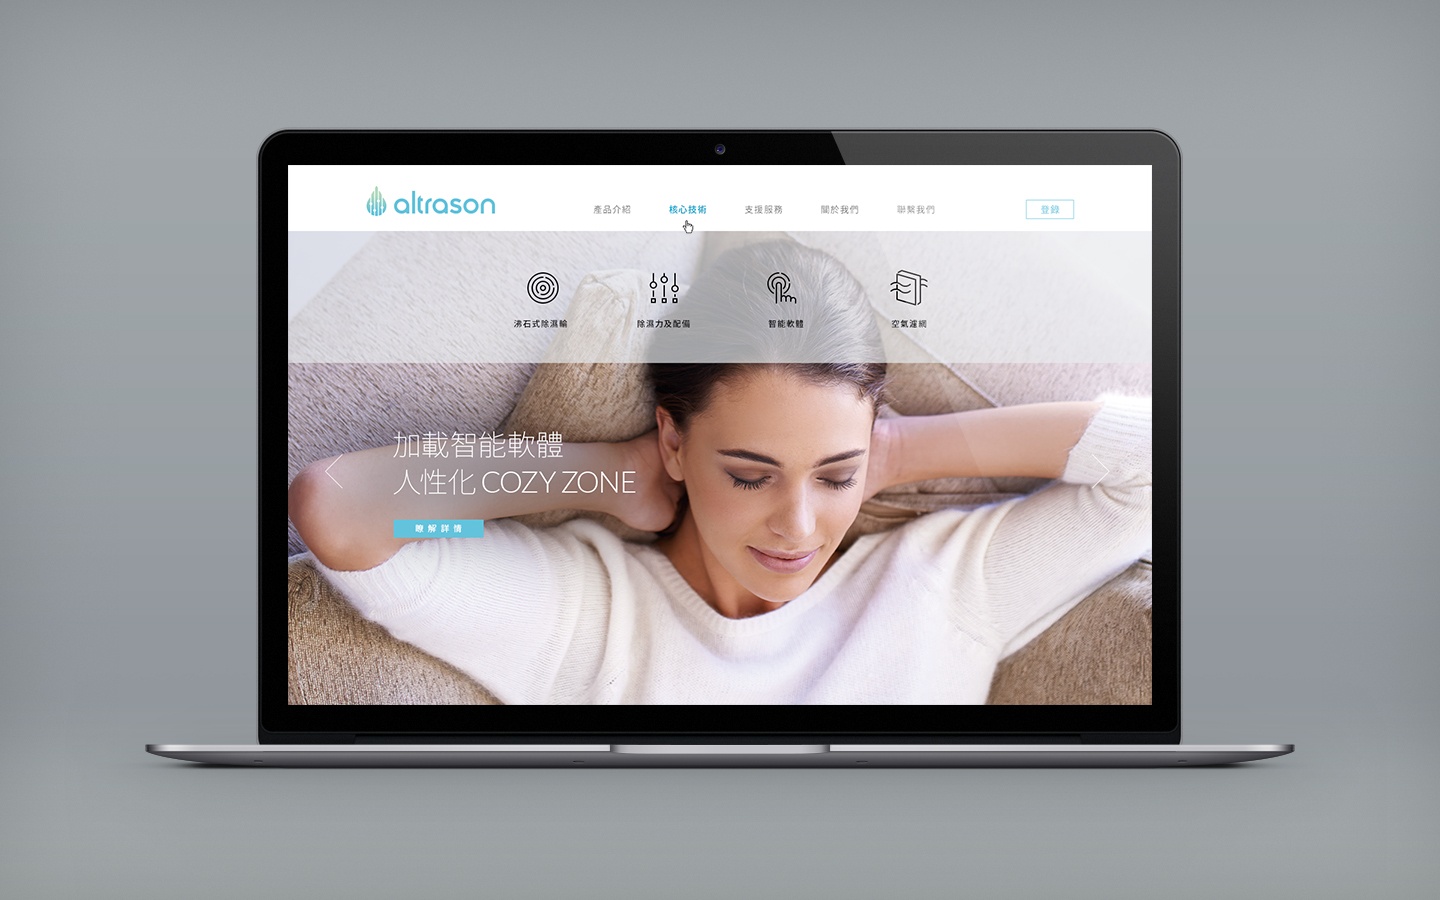 altrason
產品介紹
核心技術
支援服務
關於我們
聯繫我們
登錄
沸石式除濕輪
除濕力及配備
智能軟體
空氣濾網
加載智能軟體
人性化 COZY ZONE
瞭解詳情